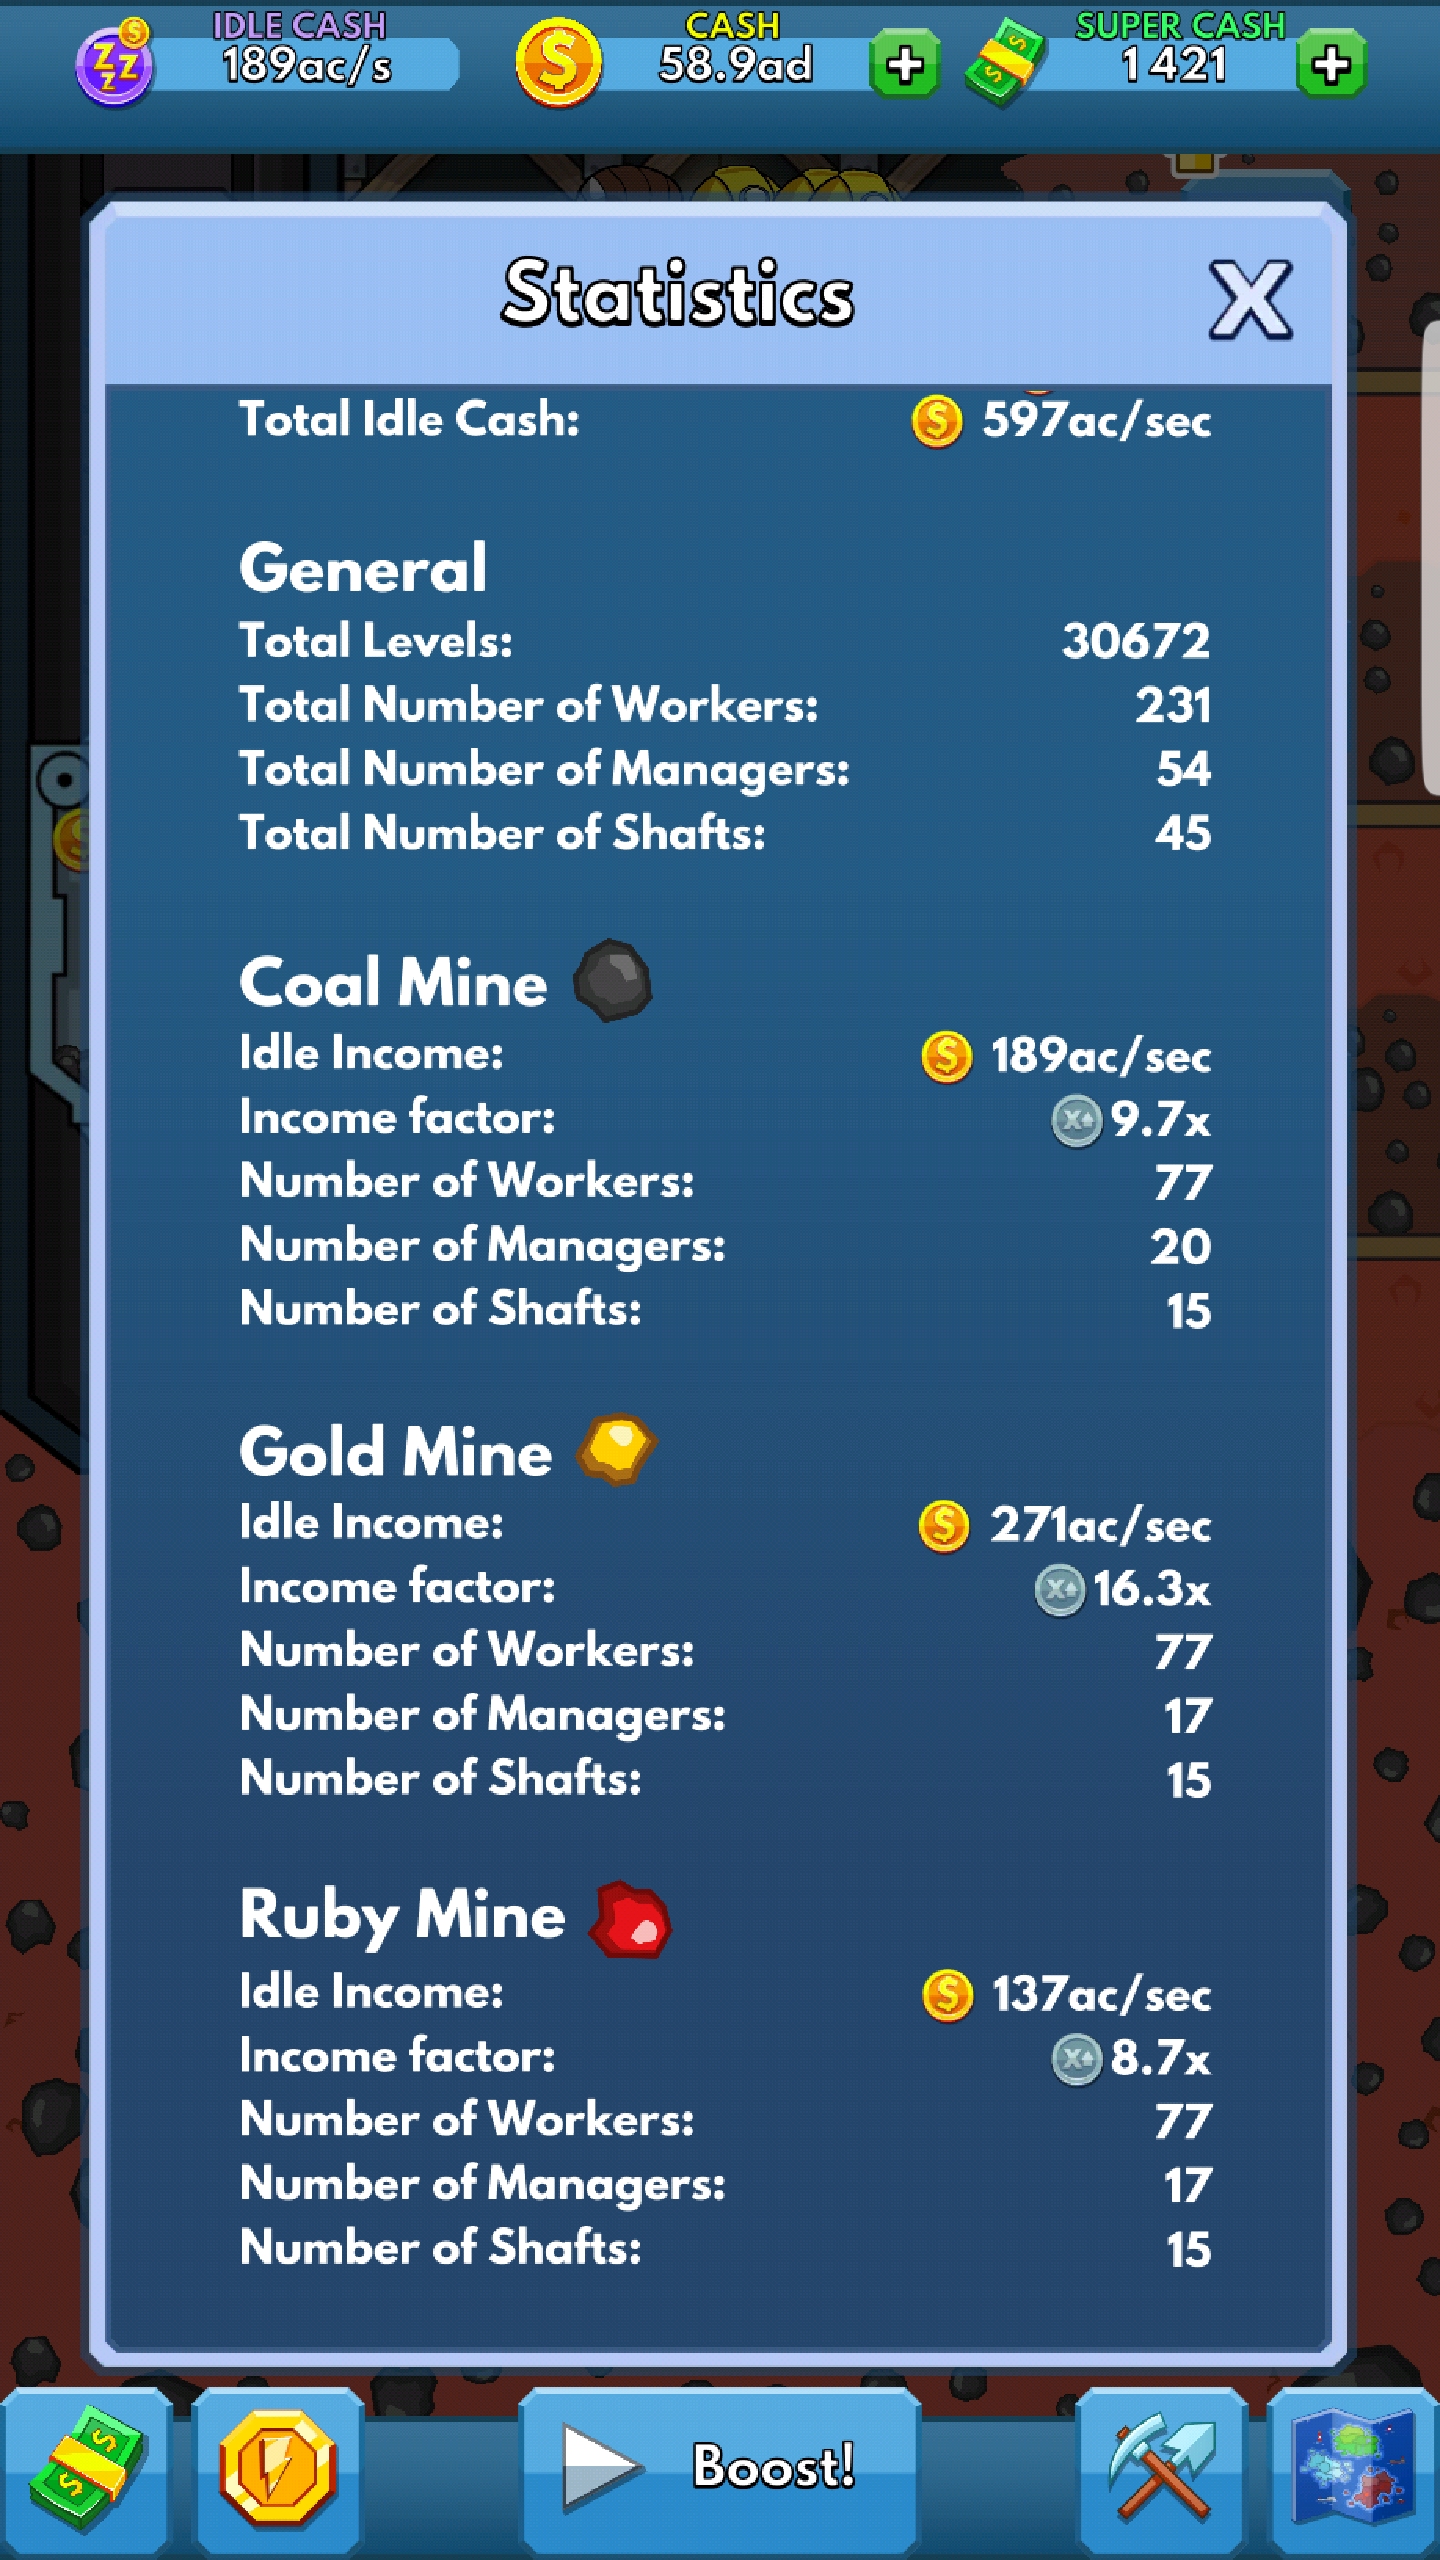 IDLE CASH CASH SUPER CASH
189ac/s 58.9ad 1 421
Statistics
Total Idle Cash: 597ac/sec
General
Total Levels: 30672
Total Number of Workers: 231
Total Number of Managers: 54
Total Number of Shafts: 45
Coal Mine
Idle Income: 189ac/sec
Income factor: 9.7x
Number of Workers: 77
Number of Managers: 20
Number of Shafts: 15
Gold Mine
Idle Income: 271ac/sec
Income factor: 16.3x
Number of Workers: 77
Number of Managers: 17
Number of Shafts: 15
Ruby Mine
Idle Income: 137ac/sec
Income factor: 8.7x
Number of Workers: 77
Number of Managers: 17
Number of Shafts: 15
Boost!